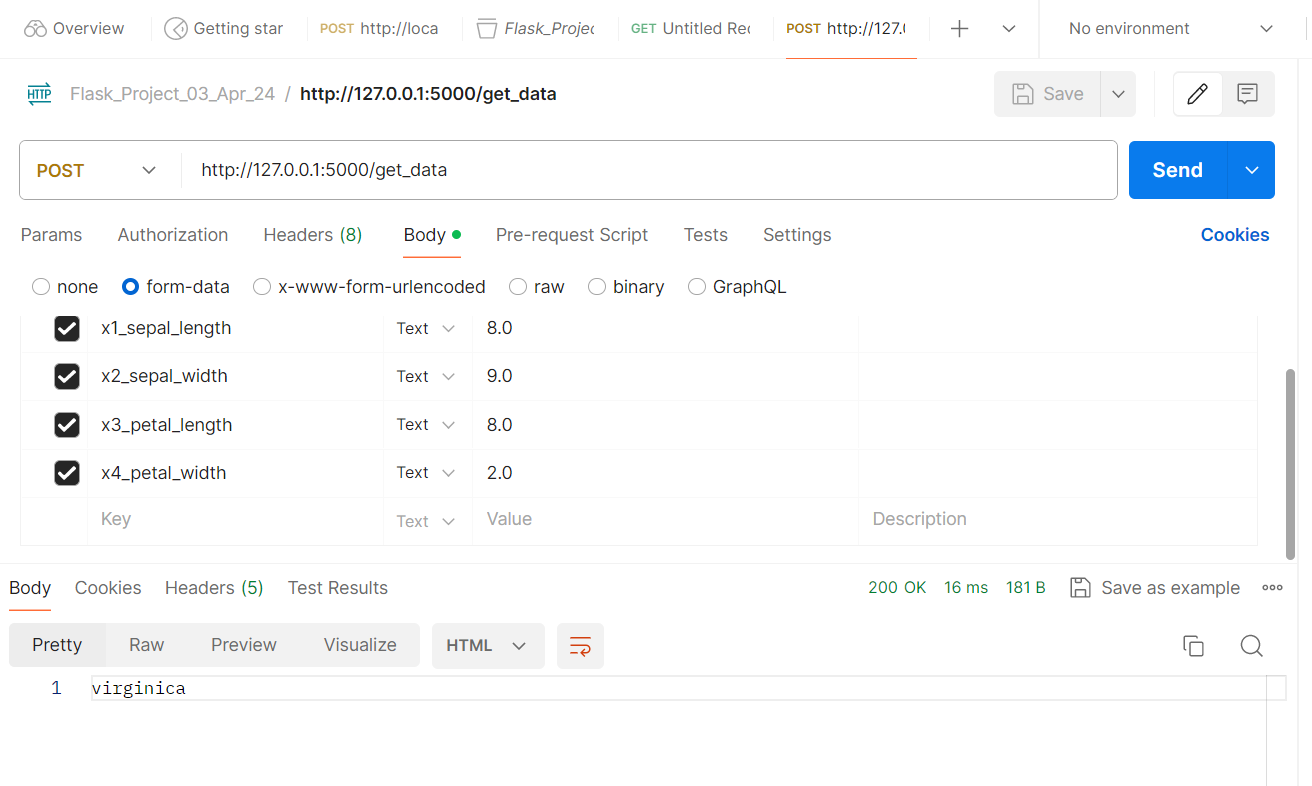 Overview Getting star POST http://loca Flask_Projec GET Untitled Rec POST http://127.0 No environment
HTTP Flask_Project_03_Apr_24 / http://127.0.0.1:5000/get_data Save
POST http://127.0.0.1:5000/get_data Send
Params Authorization Headers (8) Body Pre-request Script Tests Settings Cookies
none form-data x-www-form-urlencoded raw binary GraphQL
x1_sepal_length Text 8.0
x2_sepal_width Text 9.0
x3_petal_length Text 8.0
x4_petal_width Text 2.0
Key Text Value Description
Body Cookies Headers (5) Test Results 200 OK 16 ms 181 B Save as example
Pretty Raw Preview Visualize HTML
1 virginica